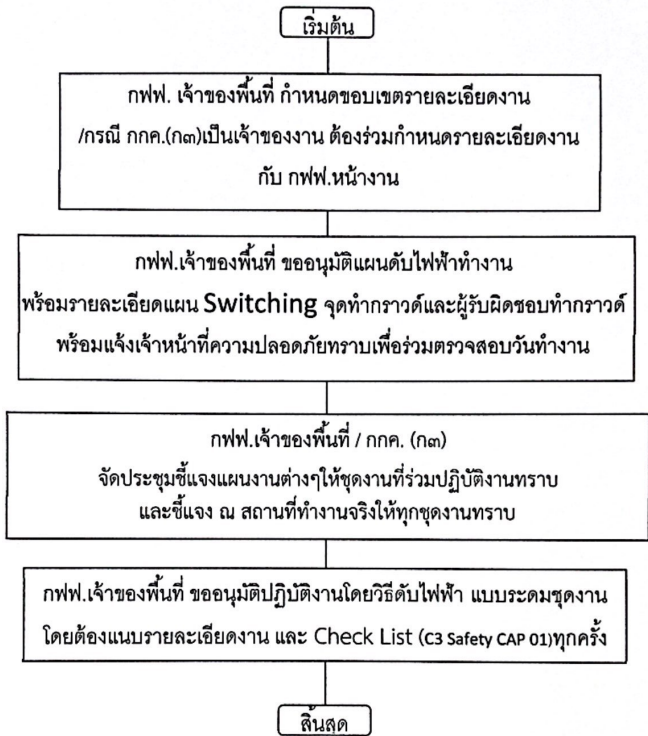 เริ่มต้น
กฟฟ. เจ้าของพื้นที่ กำหนดขอบเขตรายละเอียดงาน
/กรณี กกค.(ก๓)เป็นเจ้าของงาน ต้องร่วมกำหนดรายละเอียดงาน
กับ กฟฟ.หน้างาน
กฟฟ.เจ้าของพื้นที่ ขออนุมัติแผนดับไฟฟ้าทำงาน
พร้อมรายละเอียดแผน Switching จุดทำกราวด์และผู้รับผิดชอบทำกราวด์
พร้อมแจ้งเจ้าหน้าที่ความปลอดภัยทราบเพื่อร่วมตรวจสอบวันทำงาน
กฟฟ.เจ้าของพื้นที่ / กกค. (ก๓)
จัดประชุมชี้แจงแผนงานต่างๆให้ชุดงานที่ร่วมปฏิบัติงานทราบ
และชี้แจง ณ สถานที่ทำงานจริงให้ทุกชุดงานทราบ
กฟฟ.เจ้าของพื้นที่ ขออนุมัติปฏิบัติงานโดยวิธีดับไฟฟ้า แบบระดมชุดงาน
โดยต้องแนบรายละเอียดงาน และ Check List (C3 Safety CAP 01)ทุกครั้ง
สิ้นสุด